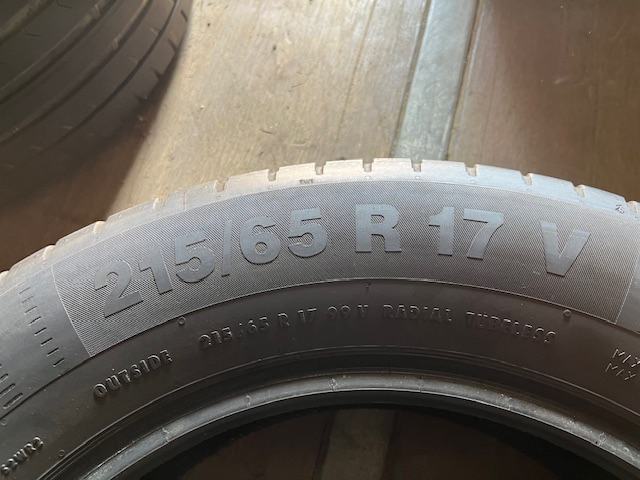 215/65 R 17 V
OUTSIDE 215/65 R 17 99 V RADIAL TUBELESS